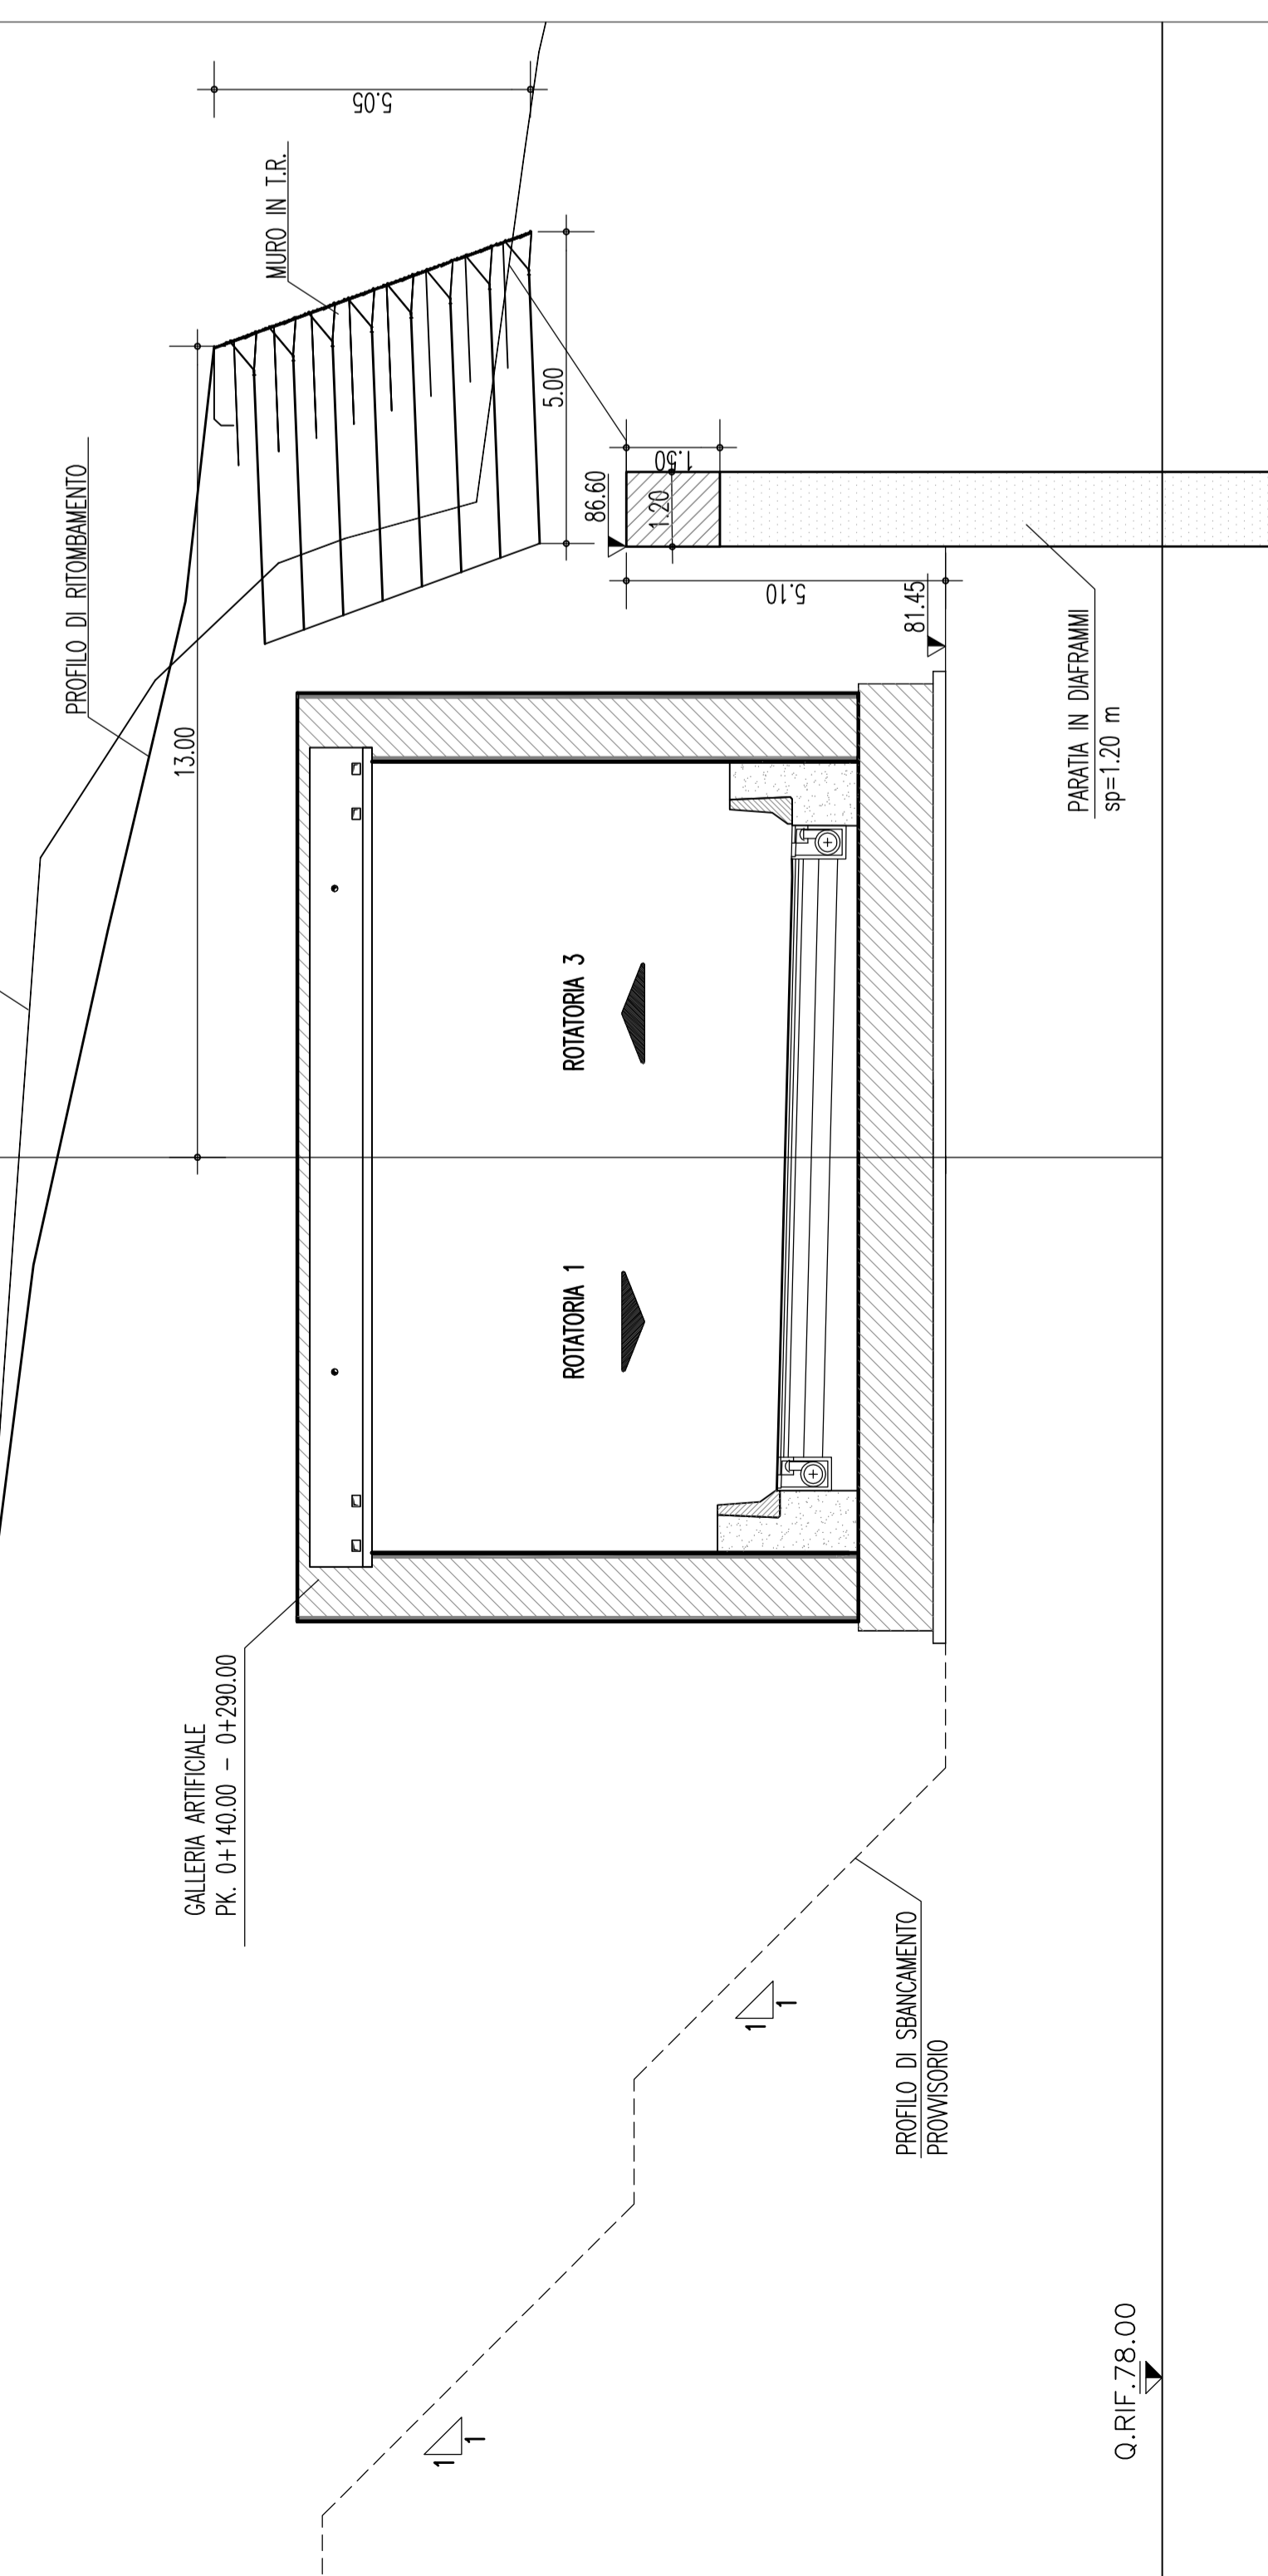 5.05
MURO IN T.R.
PROFILO DI RITOMBAMENTO
13.00
5.00
1.50
86.60
1.20
5.10
81.45
PARATIA IN DIAFRAMMI
sp=1.20 m
ROTATORIA 3
ROTATORIA 1
GALLERIA ARTIFICIALE
PK. 0+140.00 - 0+290.00
PROFILO DI SBANCAMENTO
PROVVISORIO
1
1
1
1
Q.RIF.78.00